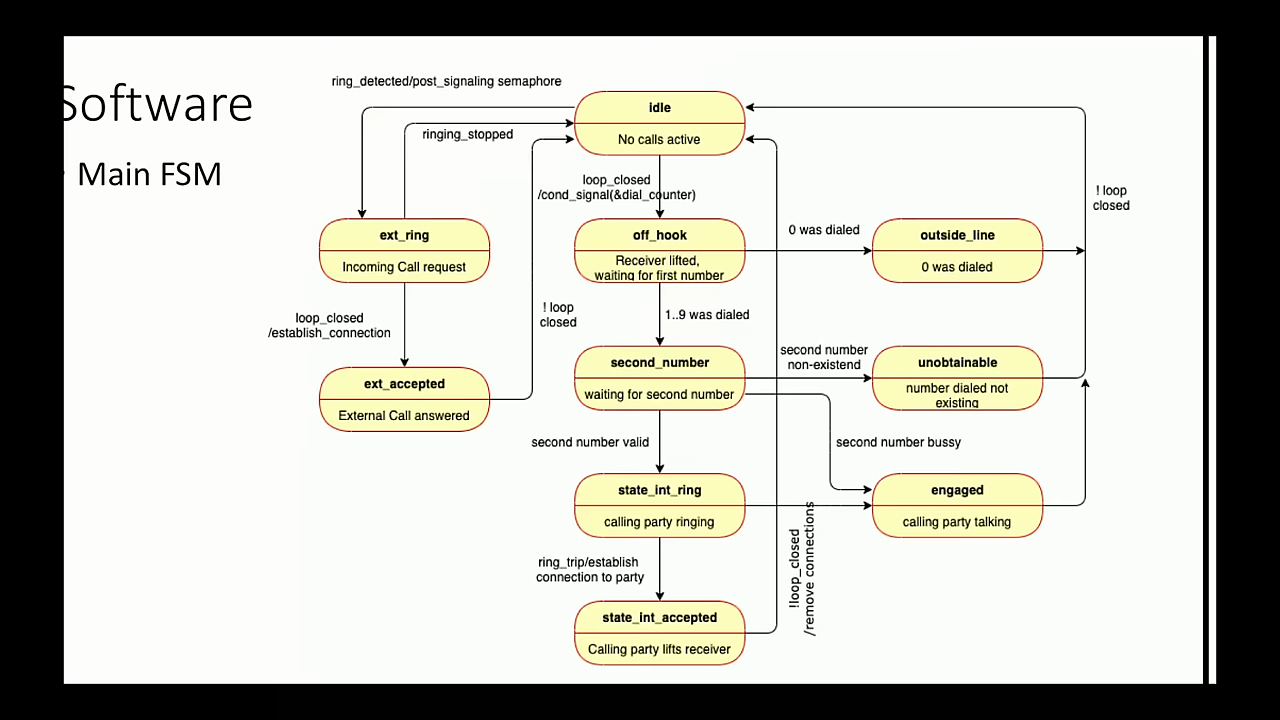 Software
Main FSM
ring_detected/post_signaling semaphore
ringing_stopped
idle
No calls active
loop_closed
/cond_signal(&dial_counter)
! loop
closed
ext_ring
Incoming Call request
off_hook
Receiver lifted,
waiting for first number
0 was dialed
outside_line
0 was dialed
loop_closed
/establish_connection
! loop
closed
1..9 was dialed
ext_accepted
External Call answered
second_number
waiting for second number
second number
non-existend
unobtainable
number dialed not
existing
second number valid
second number bussy
state_int_ring
calling party ringing
engaged
calling party talking
ring_trip/establish
connection to party
!loop_closed
/remove connections
state_int_accepted
Calling party lifts receiver